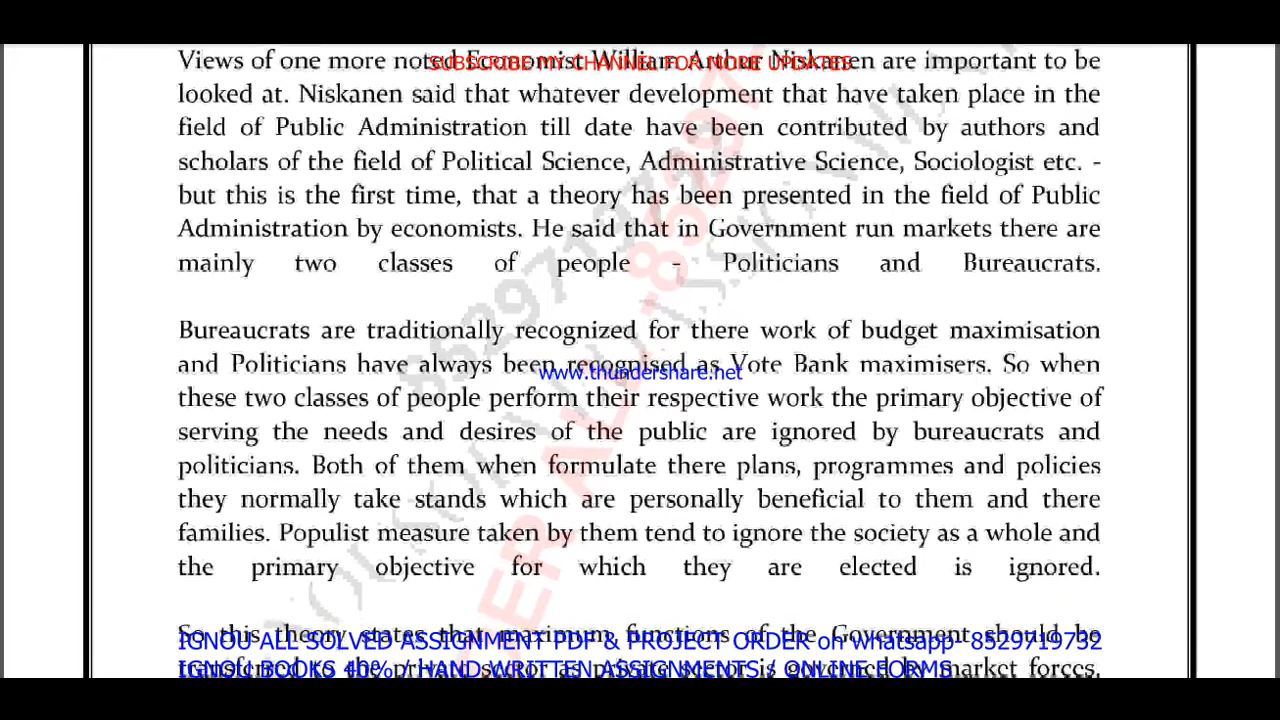 Views of one more noted Economist William Arthur Niskanen are important to be
SUBSCRIBE MY CHANNEL FOR MORE UPDATES
looked at. Niskanen said that whatever development that have taken place in the
field of Public Administration till date have been contributed by authors and
scholars of the field of Political Science, Administrative Science, Sociologist etc. -
but this is the first time, that a theory has been presented in the field of Public
Administration by economists. He said that in Government run markets there are
mainly two classes of people - Politicians and Bureaucrats.
Bureaucrats are traditionally recognized for there work of budget maximisation
and Politicians have always been recognised as Vote Bank maximisers. So when
www.thundershare.net
these two classes of people perform their respective work the primary objective of
serving the needs and desires of the public are ignored by bureaucrats and
politicians. Both of them when formulate there plans, programmes and policies
they normally take stands which are personally beneficial to them and there
families. Populist measure taken by them tend to ignore the society as a whole and
the primary objective for which they are elected is ignored.
So this theory states that maximum functions of the Government should be
IGNOU ALL SOLVED ASSIGNMENT PDF & PROJECT ORDER on whatsapp- 8529719732
transferred to the private sector as private sector is governed by market forces,
IGNOU BOOKS 40% / HAND WRITTEN ASSIGNMENTS / ONLINE FORMS